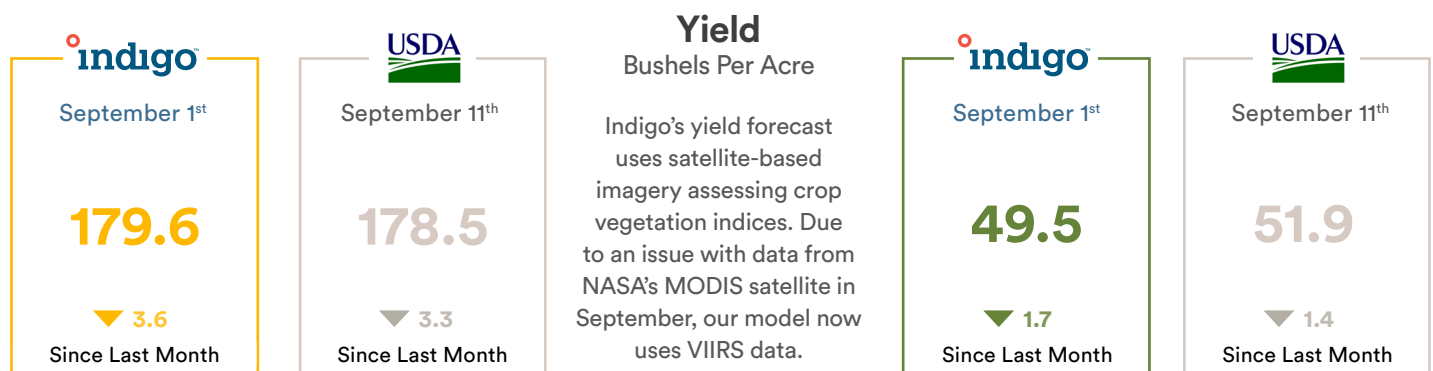 indigo™
September 1st
179.6
▼ 3.6
Since Last Month
USDA
September 11th
178.5
▼ 3.3
Since Last Month
Yield
Bushels Per Acre
Indigo's yield forecast
uses satellite-based
imagery assessing crop
vegetation indices. Due
to an issue with data from
NASA's MODIS satellite in
September, our model now
uses VIIRS data.
indigo™
September 1st
49.5
▼ 1.7
Since Last Month
USDA
September 11th
51.9
▼ 1.4
Since Last Month